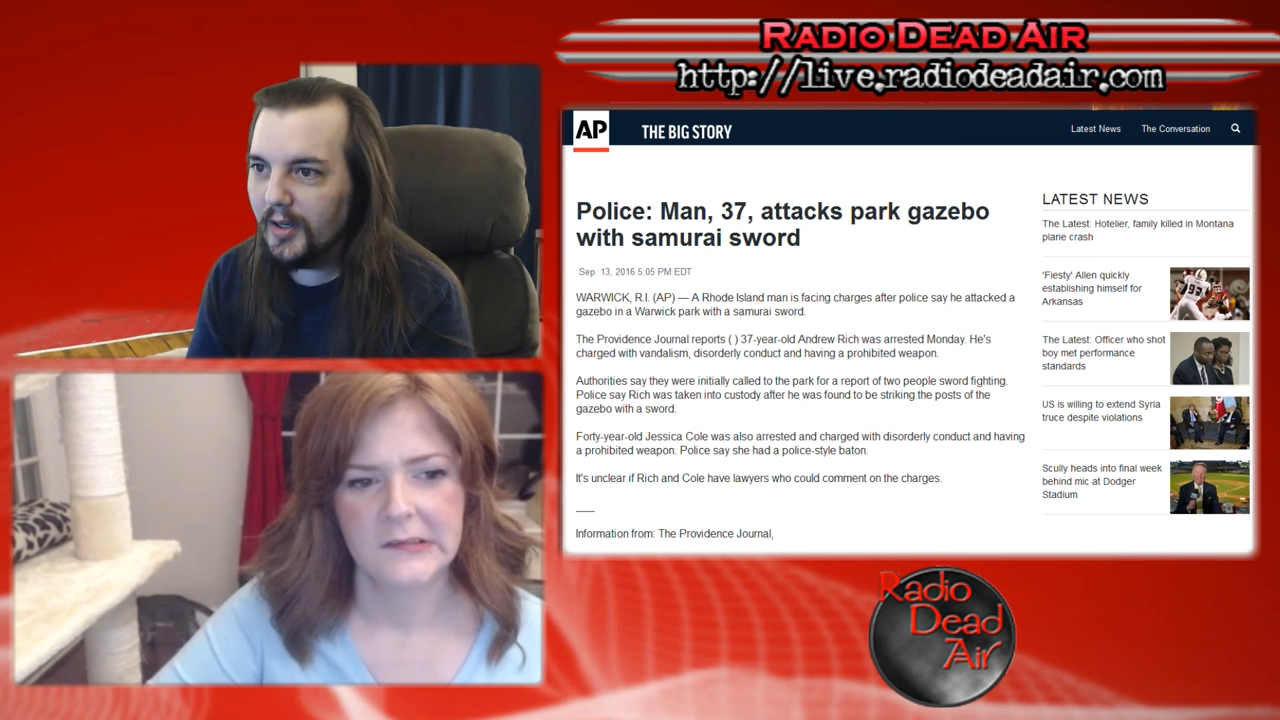 Radio Dead Air
http://live.radiodeadair.com
AP
THE BIG STORY
Latest News
The Conversation
Police: Man, 37, attacks park gazebo
with samurai sword
Sep. 13, 2016 5:05 PM EDT
WARWICK, R.I. (AP) — A Rhode Island man is facing charges after police say he attacked a
gazebo in a Warwick park with a samurai sword.
The Providence Journal reports ( ) 37-year-old Andrew Rich was arrested Monday. He's
charged with vandalism, disorderly conduct and having a prohibited weapon.
Authorities say they were initially called to the park for a report of two people sword fighting.
Police say Rich was taken into custody after he was found to be striking the posts of the
gazebo with a sword.
Forty-year-old Jessica Cole was also arrested and charged with disorderly conduct and having
a prohibited weapon. Police say she had a police-style baton.
It's unclear if Rich and Cole have lawyers who could comment on the charges.
Information from: The Providence Journal,
LATEST NEWS
The Latest: Hotelier, family killed in Montana
plane crash
'Fiesty' Allen quickly
establishing himself for
Arkansas
The Latest: Officer who shot
boy met performance
standards
US is willing to extend Syria
truce despite violations
Scully heads into final week
behind mic at Dodger
Stadium
Radio
Dead
Air